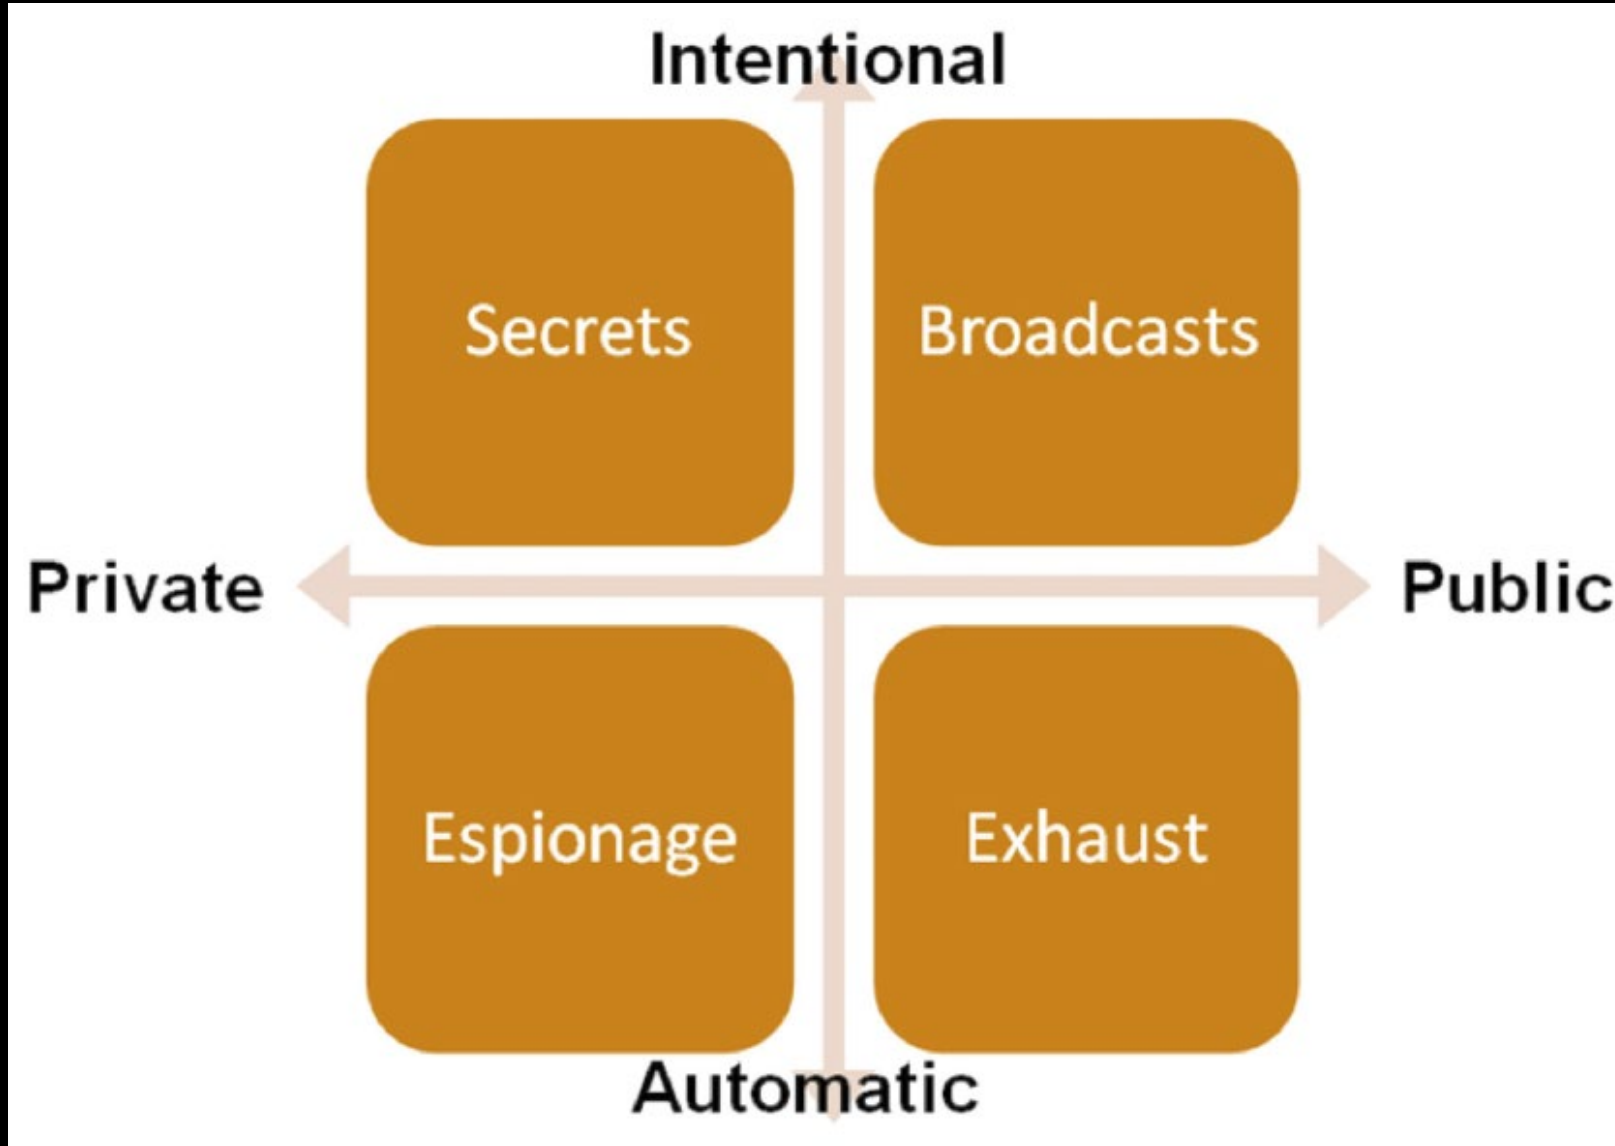 Intentional
Secrets
Broadcasts
Private
Public
Espionage
Exhaust
Automatic